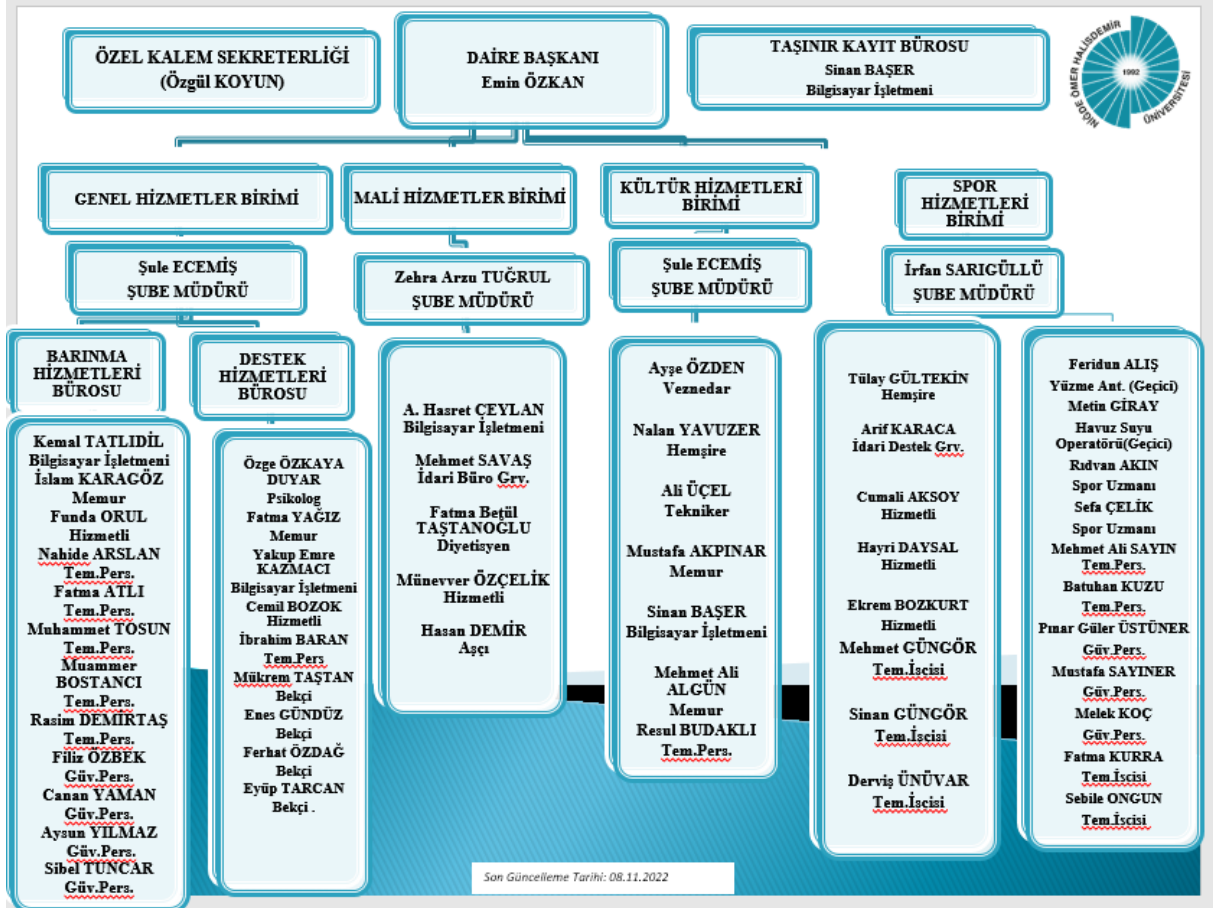 ÖZEL KALEM SEKRETERLİĞİ
(Özgül KOYUN)
DAİRE BAŞKANI
Emin ÖZKAN
TAŞINIR KAYIT BÜROSU
Sinan BAŞER
Bilgisayar İşletmeni
NİĞDE ÖMER HALİSDEMİR
ÜNİVERSİTESİ
1992
GENEL HİZMETLER BİRİMİ
MALİ HİZMETLER BİRİMİ
KÜLTÜR HİZMETLERİ
BİRİMİ
SPOR
HİZMETLERİ
BİRİMİ
Şule ECEMİŞ
ŞUBE MÜDÜRÜ
Zehra Arzu TUĞRUL
ŞUBE MÜDÜRÜ
Şule ECEMİŞ
ŞUBE MÜDÜRÜ
İrfan SARIGÜLLÜ
ŞUBE MÜDÜRÜ
BARINMA
HİZMETLERİ
BÜROSU
Kemal TATLIDİL
Bilgisayar İşletmeni
İslam KARAGÖZ
Memur
Funda ORUL
Hizmetli
Nahide ARSLAN
Tem.Pers.
Fatma ATLI
Tem.Pers.
Muhammet TOSUN
Tem.Pers.
Muammer
BOSTANCI
Tem.Pers.
Rasim DEMİRTAŞ
Tem.Pers.
Filiz ÖZBEK
Güv.Pers.
Canan YAMAN
Güv.Pers.
Aysun YILMAZ
Güv.Pers.
Sibel TUNCAR
Güv.Pers.
DESTEK
HİZMETLERİ
BÜROSU
Özge ÖZKAYA
DUYAR
Psikolog
Fatma YAĞIZ
Memur
Yakup Emre
KAZMACI
Bilgisayar İşletmeni
Cemil BOZOK
Hizmetli
İbrahim BARAN
Tem.Pers
Mükrem TAŞTAN
Bekçi
Enes GÜNDÜZ
Bekçi
Ferhat ÖZDAĞ
Bekçi
Eyüp TARCAN
Bekçi .
A. Hasret CEYLAN
Bilgisayar İşletmeni
Mehmet SAVAŞ
İdari Büro Grv.
Fatma Betül
TAŞTANOĞLU
Diyetisyen
Münevver ÖZÇELİK
Hizmetli
Hasan DEMİR
Aşçı
Ayşe ÖZDEN
Veznedar
Nalan YAVUZER
Hemşire
Ali ÜÇEL
Tekniker
Mustafa AKPINAR
Memur
Sinan BAŞER
Bilgisayar İşletmeni
Mehmet Ali
ALGÜN
Memur
Resul BUDAKLI
Tem.Pers.
Tülay GÜLTEKİN
Hemşire
Arif KARACA
İdari Destek Grv.
Cumali AKSOY
Hizmetli
Hayri DAYSAL
Hizmetli
Ekrem BOZKURT
Hizmetli
Mehmet GÜNGÖR
Tem.İscisi
Sinan GÜNGÖR
Tem.İscisi
Derviş ÜNÜVAR
Tem.İscisi
Feridun ALIŞ
Yüzme Ant. (Geçici)
Metin GİRAY
Havuz Suyu
Operatörü(Geçici)
Rıdvan AKIN
Spor Uzmanı
Sefa ÇELİK
Spor Uzmanı
Mehmet Ali SAYIN
Tem.Pers.
Batuhan KUZU
Tem.Pers.
Pınar Güler ÜSTÜNER
Güv.Pers.
Mustafa SAYINER
Güv.Pers.
Melek KOÇ
Güv.Pers.
Fatma KURRA
Tem.İscisi
Sebile ONGUN
Tem.İscisi
Son Güncelleme Tarihi: 08.11.2022